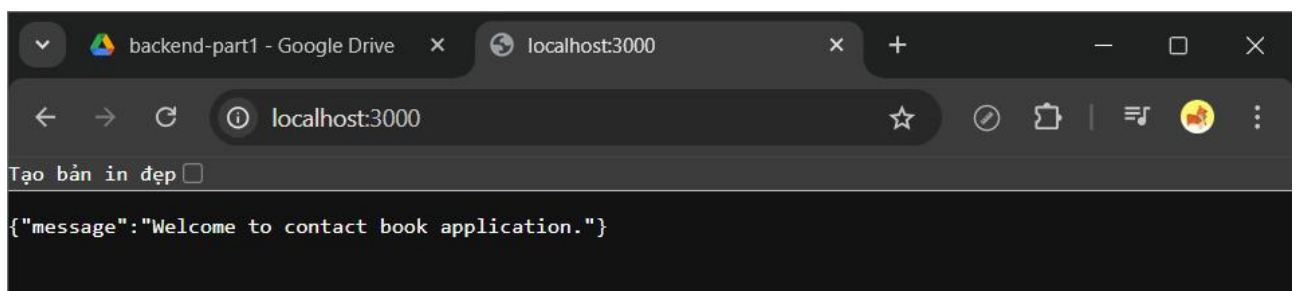 backend-part1 - Google Drive
localhost:3000
localhost:3000
Tạo bản in đẹp
{"message":"Welcome to contact book application."}